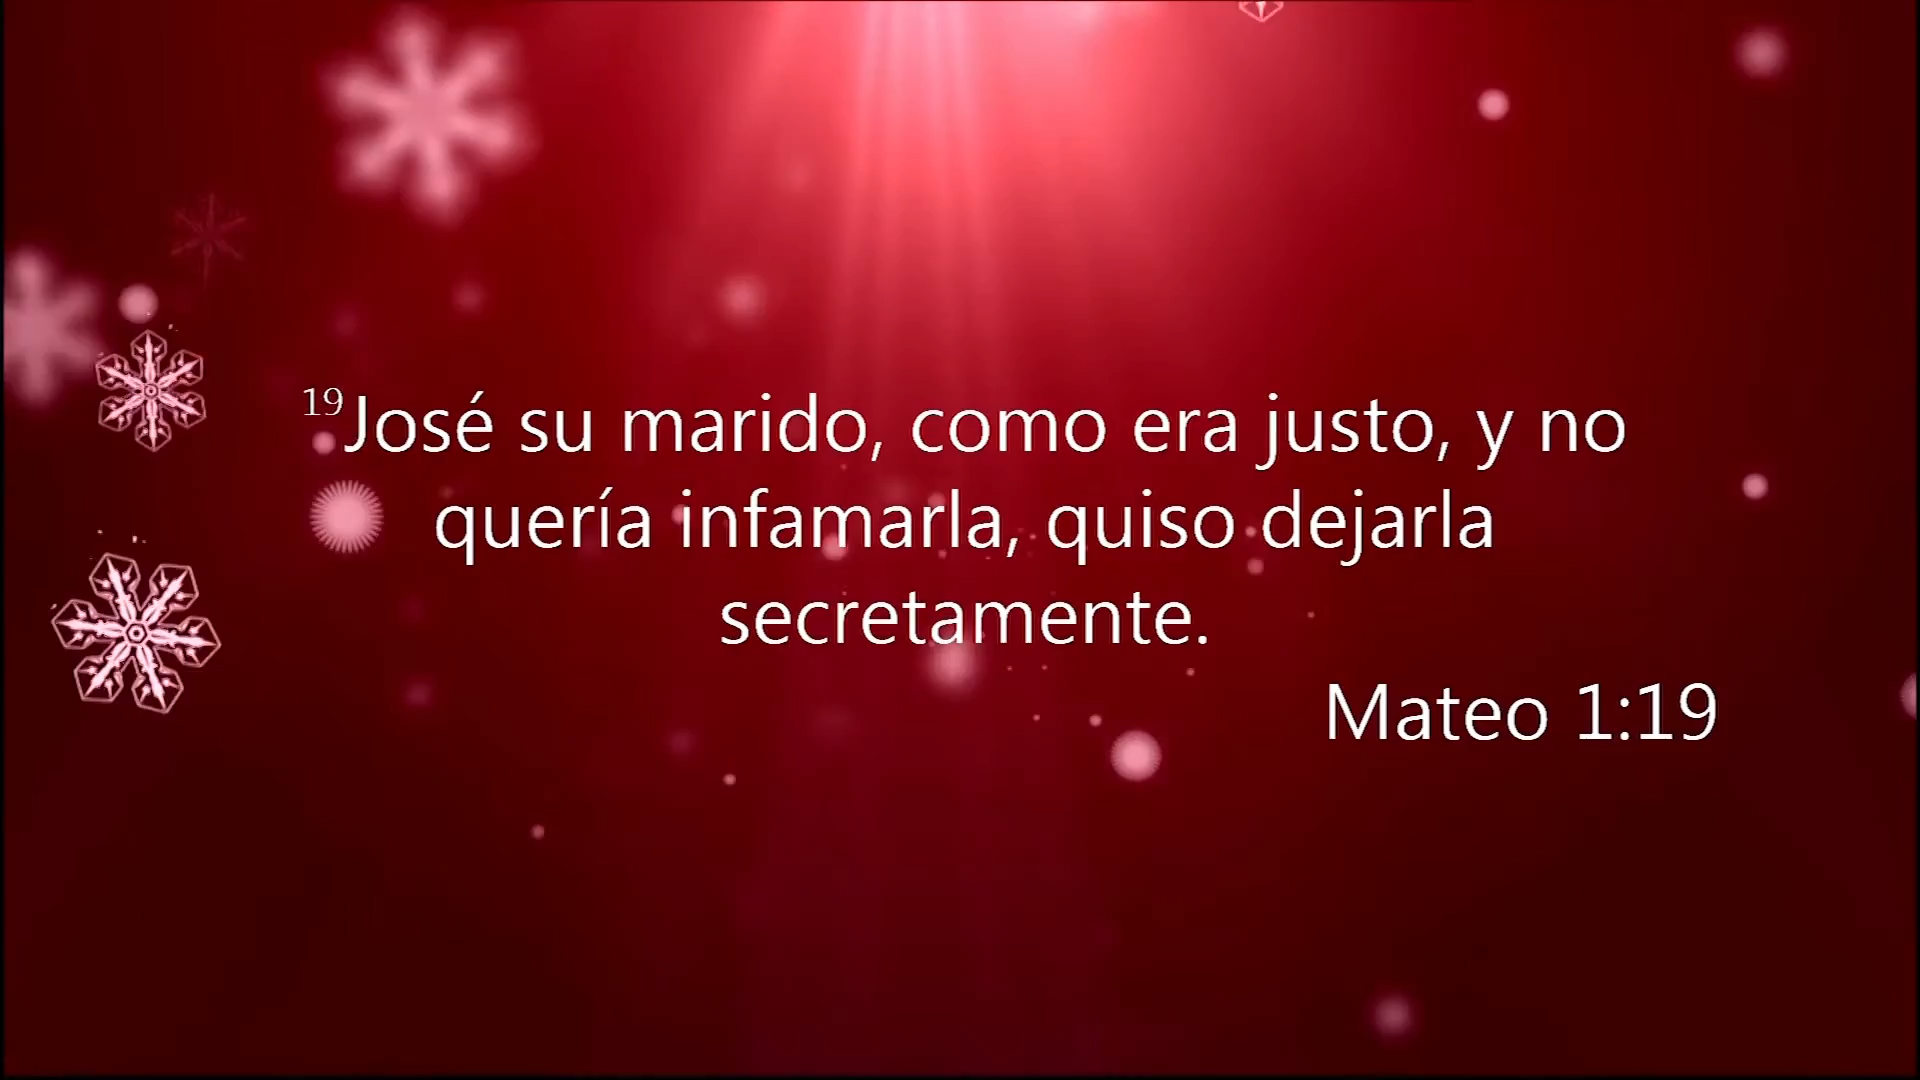 19José su marido, como era justo, y no
quería infamarla, quiso dejarla
secretamente.
Mateo 1:19